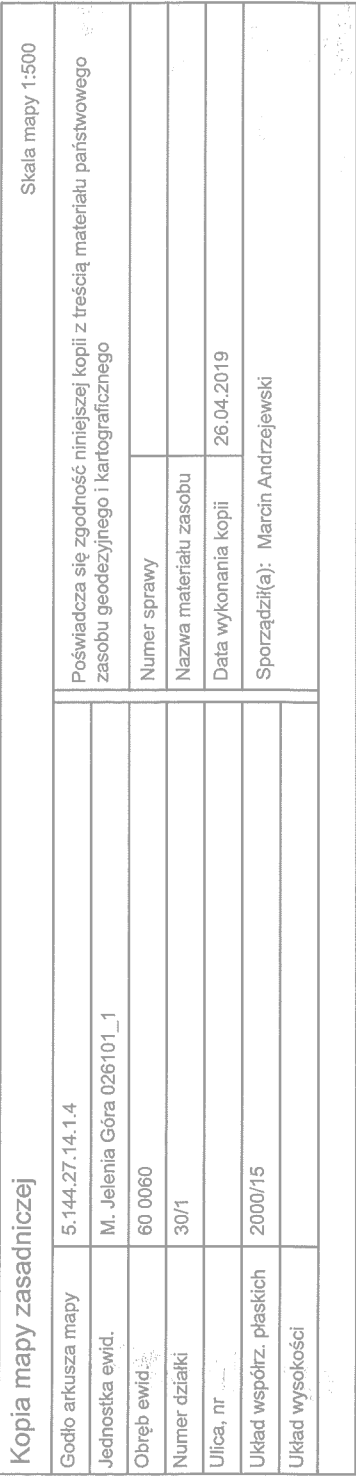 Kopia mapy zasadniczej
Skala mapy 1:500
Godło arkusza mapy
5.144.27.14.1.4
Jednostka ewid.
M. Jelenia Góra 026101_1
Obręb ewid.
60 0060
Numer działki
30/1
Ulica, nr
Układ współrz. płaskich
2000/15
Układ wysokości
Poświadcza się zgodność niniejszej kopii z treścią materiału państwowego
zasobu geodezyjnego i kartograficznego
Numer sprawy
Nazwa materiału zasobu
Data wykonania kopii
26.04.2019
Sporządził(a): Marcin Andrzejewski